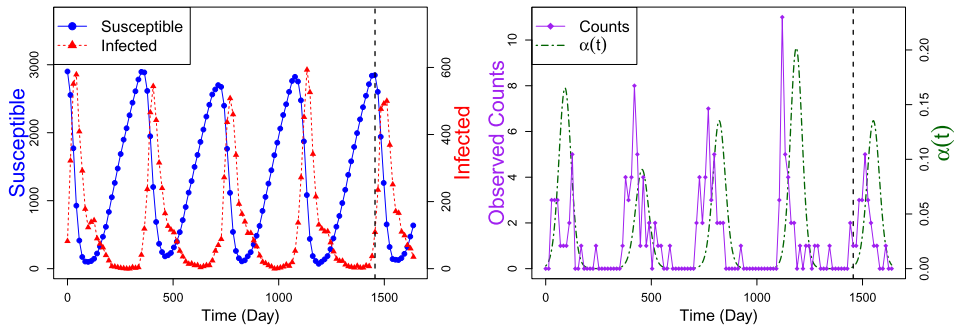 Susceptible
Infected
Susceptible
0
1000
2000
3000
0
200
400
600
Infected
0
500
1000
1500
Time (Day)
Counts
α(t)
Observed Counts
0
2
4
6
8
10
0.00
0.05
0.10
0.15
0.20
α(t)
0
500
1000
1500
Time (Day)